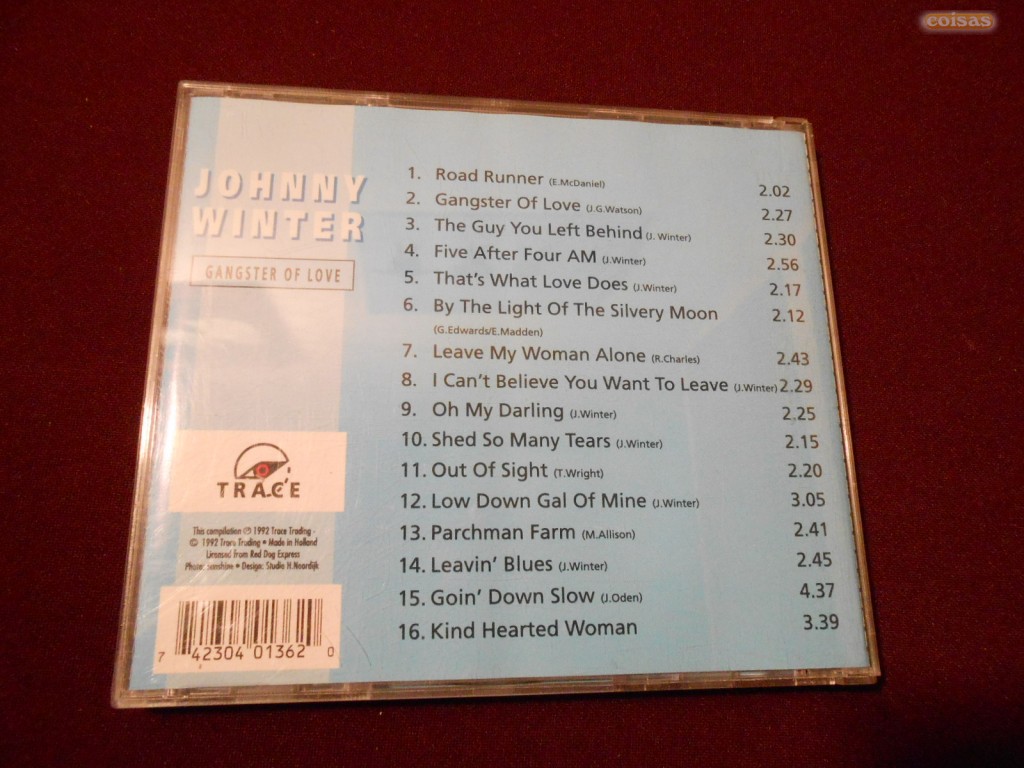 coisas
JOHNNY
WINTER
GANGSTER OF LOVE
1. Road Runner (E.McDaniel) 2.02
2. Gangster Of Love (J.G.Watson) 2.27
3. The Guy You Left Behind (J. Winter) 2.30
4. Five After Four AM (J.Winter) 2.56
5. That's What Love Does (J.Winter) 2.17
6. By The Light Of The Silvery Moon 2.12
(G.Edwards/E.Madden)
7. Leave My Woman Alone (R.Charles) 2.43
8. I Can't Believe You Want To Leave (J.Winter) 2.29
9. Oh My Darling (J.Winter) 2.25
10. Shed So Many Tears (J.Winter) 2.15
11. Out Of Sight (T.Wright) 2.20
12. Low Down Gal Of Mine (J.Winter) 3.05
13. Parchman Farm (M.Allison) 2.41
14. Leavin' Blues (J.Winter) 2.45
15. Goin' Down Slow (J.Oden) 4.37
16. Kind Hearted Woman 3.39
TRACE
This compilation ℗ 1992 Trace Trading -
© 1992 Trace Trading • Made in Holland
Licensed from Red Dog Express
Photo: Sunshine • Design: Studio H.Noordijk
7 42304 01362 0